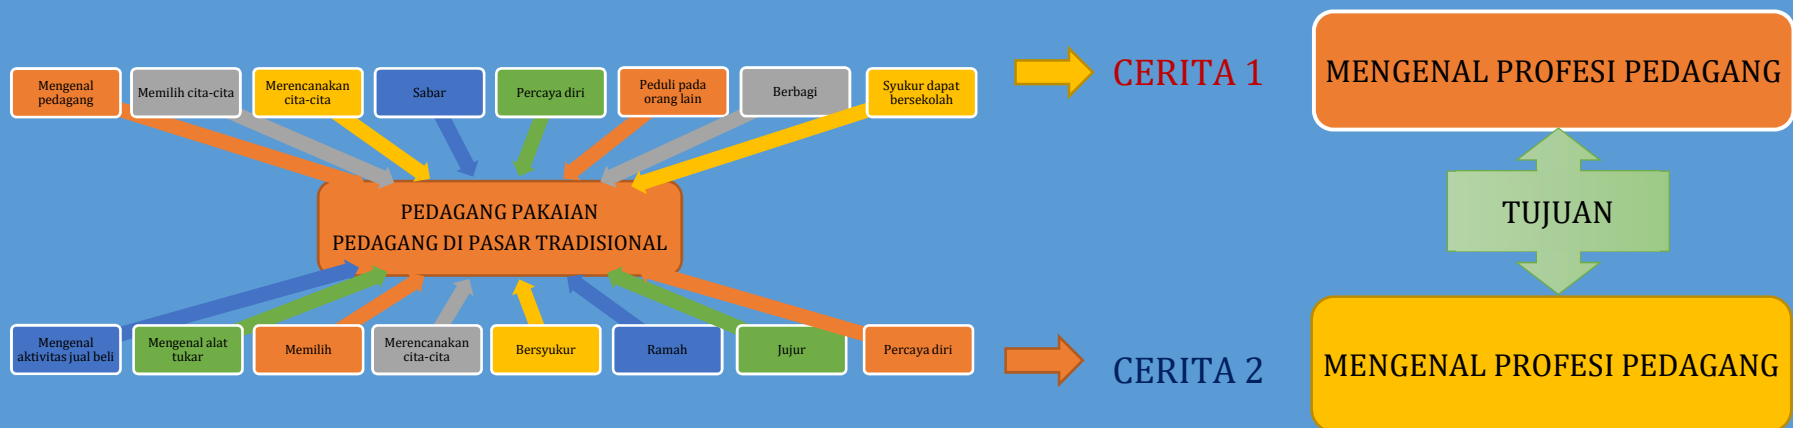 Mengenal
pedagang
Memilih cita-cita
Merencanakan
cita-cita
Sabar
Percaya diri
Peduli pada
orang lain
Berbagi
Syukur dapat
bersekolah
CERITA 1
MENGENAL PROFESI PEDAGANG
PEDAGANG PAKAIAN
PEDAGANG DI PASAR TRADISIONAL
TUJUAN
Mengenal
aktivitas jual beli
Mengenal alat
tukar
Memilih
Merencanakan
cita-cita
Bersyukur
Ramah
Jujur
Percaya diri
CERITA 2
MENGENAL PROFESI PEDAGANG